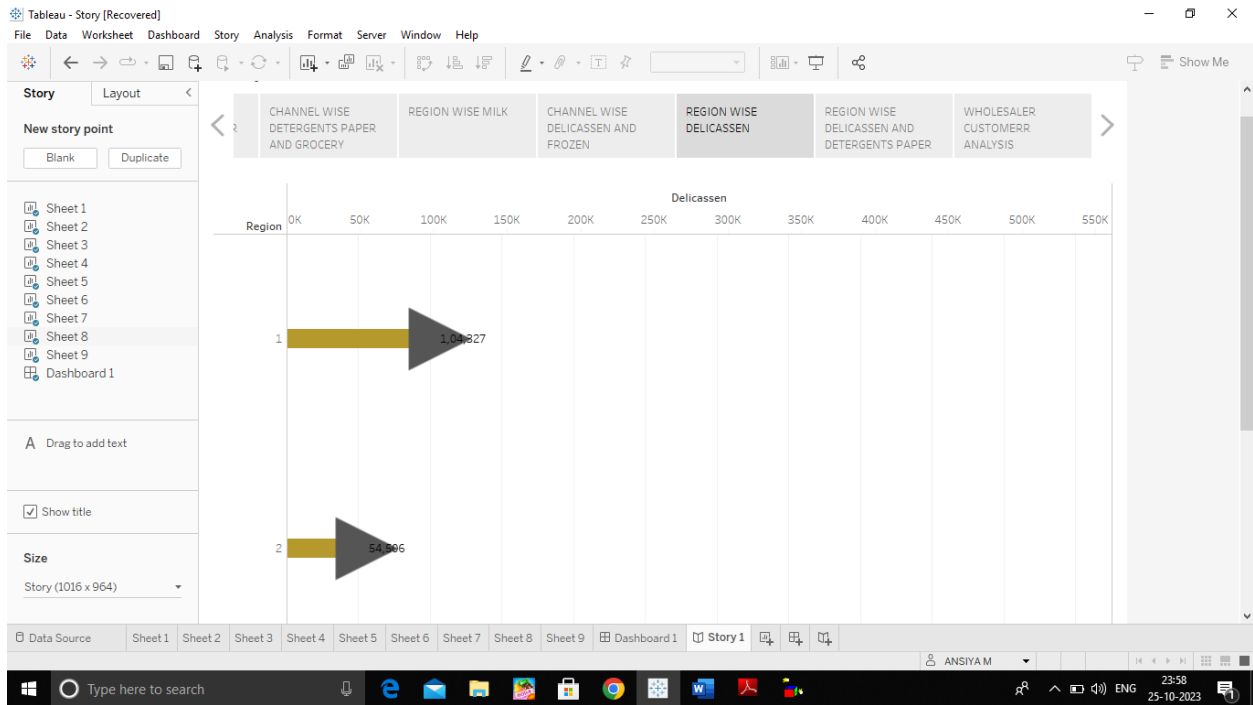 Tableau - Story [Recovered]
File Data Worksheet Dashboard Story Analysis Format Server Window Help
Show Me
Story Layout
New story point
Blank Duplicate
Sheet 1
Sheet 2
Sheet 3
Sheet 4
Sheet 5
Sheet 6
Sheet 7
Sheet 8
Sheet 9
Dashboard 1
A Drag to add text
Show title
Size
Story (1016 x 964)
CHANNEL WISE
DETERGENTS PAPER
AND GROCERY
REGION WISE MILK
CHANNEL WISE
DELICASSEN AND
FROZEN
REGION WISE
DELICASSEN
REGION WISE
DELICASSEN AND
DETERGENTS PAPER
WHOLESALER
CUSTOMERR
ANALYSIS
Delicassen
Region 0K 50K 100K 150K 200K 250K 300K 350K 400K 450K 500K 550K
1 1,04,327
2
Data Source Sheet 1 Sheet 2 Sheet 3 Sheet 4 Sheet 5 Sheet 6 Sheet 7 Sheet 8 Sheet 9 Dashboard 1 Story 1
ANSIYA M
Type here to search
ENG
23:58
25-10-2023